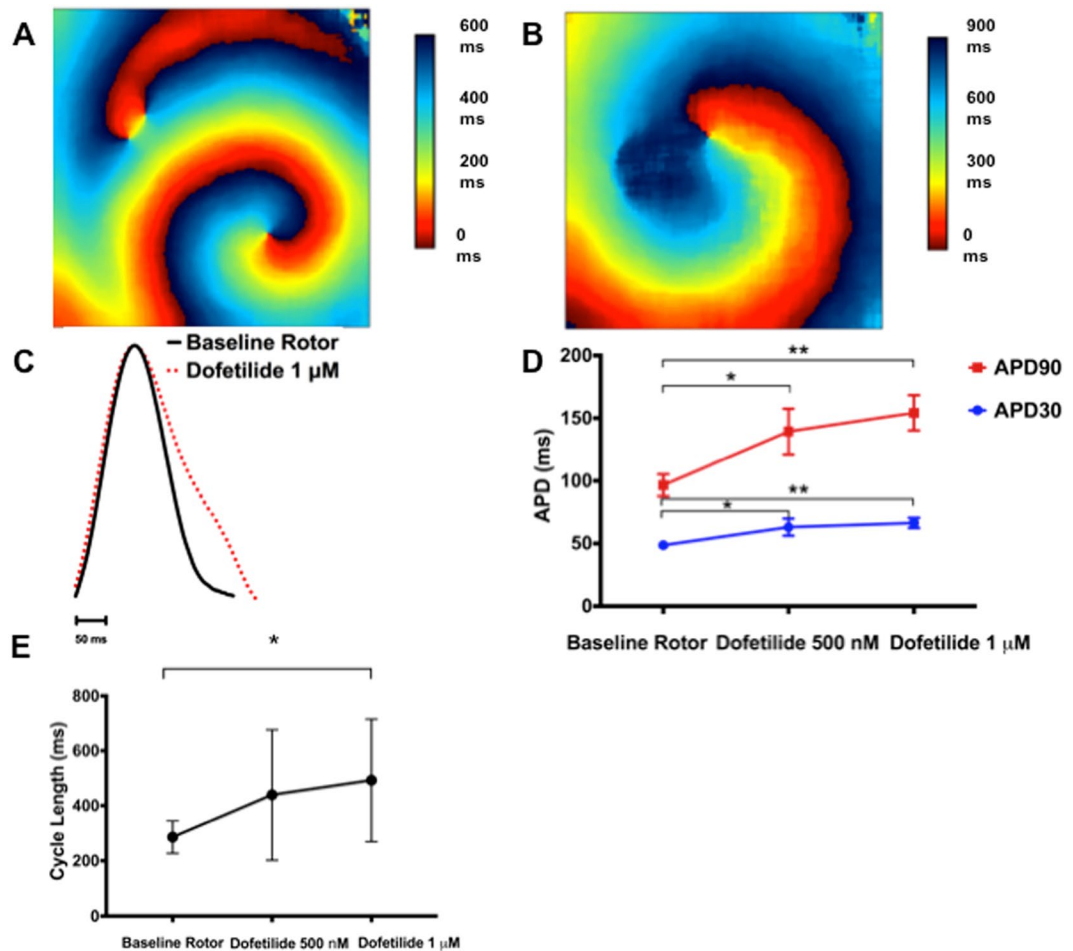 A
600
ms
400
ms
200
ms
0
ms
B
900
ms
600
ms
300
ms
0
ms
C
Baseline Rotor
Dofetilide 1 µM
50 ms
D
200
150
100
50
0
APD (ms)
**
*
**
*
APD90
APD30
Baseline Rotor Dofetilide 500 nM Dofetilide 1 µM
E
*
800
600
400
200
0
Cycle Length (ms)
Baseline Rotor Dofetilide 500 nM Dofetilide 1 µM